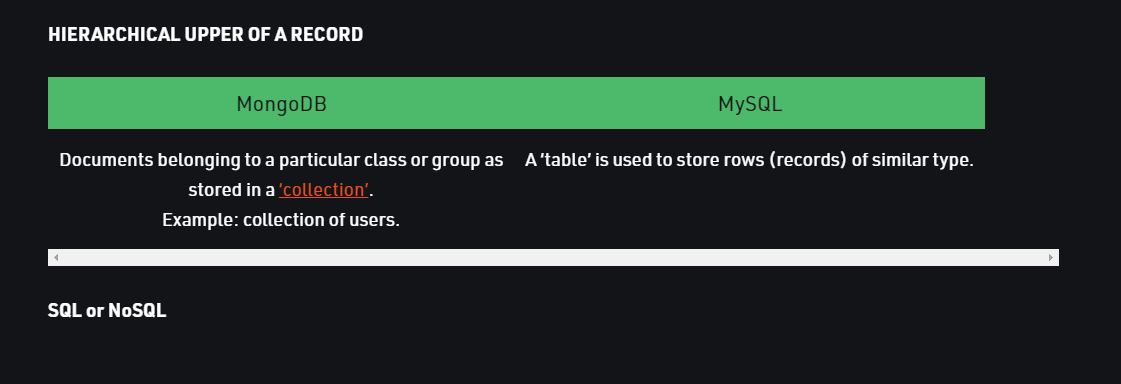 HIERARCHICAL UPPER OF A RECORD
MongoDB
MySQL
Documents belonging to a particular class or group as
stored in a ‘collection’.
Example: collection of users.
A ‘table’ is used to store rows (records) of similar type.
SQL or NoSQL